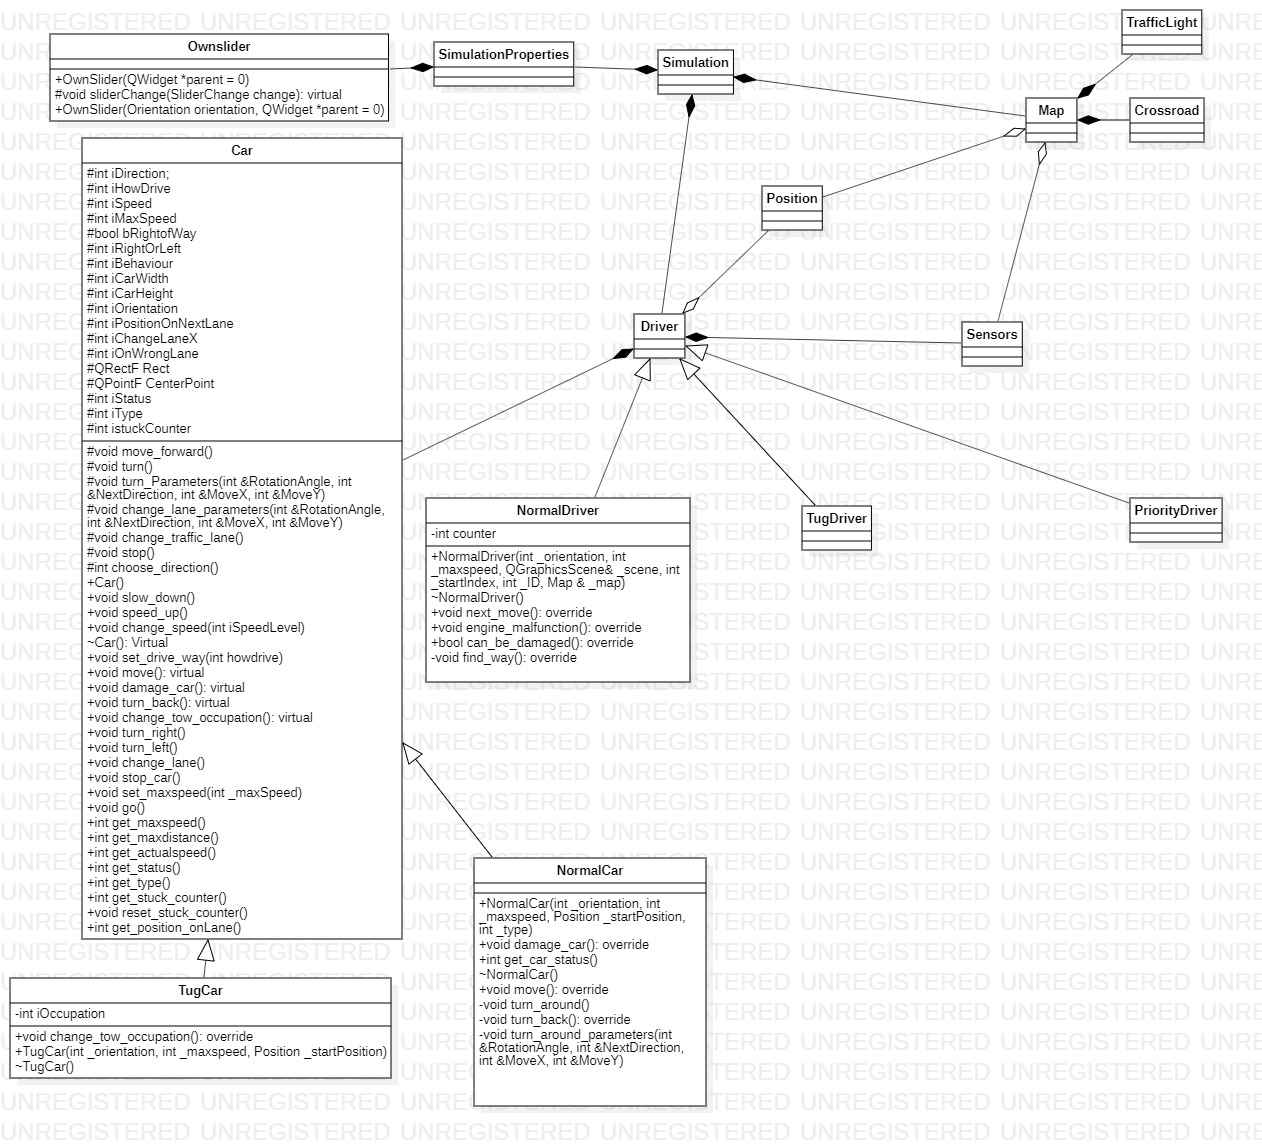 Ownslider
+OwnSlider(QWidget *parent = 0)
#void sliderChange(SliderChange change): virtual
+OwnSlider(Orientation orientation, QWidget *parent = 0)
SimulationProperties
Simulation
TrafficLight
Map
Crossroad
Position
Driver
Sensors
Car
#int iDirection;
#int iHowDrive
#int iSpeed
#int iMaxSpeed
#bool bRightofWay
#int iRightOrLeft
#int iBehaviour
#int iCarWidth
#int iCarHeight
#int iOrientation
#int iPositionOnNextLane
#int iChangeLaneX
#int iOnWrongLane
#QRectF Rect
#QPointF CenterPoint
#int iStatus
#int iType
#int istuckCounter
#void move_forward()
#void turn()
#void turn_Parameters(int &RotationAngle, int
&NextDirection, int &MoveX, int &MoveY)
#void change_lane_parameters(int &RotationAngle,
int &NextDirection, int &MoveX, int &MoveY)
#void change_traffic_lane()
#void stop()
#int choose_direction()
+Car()
+void slow_down()
+void speed_up()
+void change_speed(int iSpeedLevel)
~Car(): Virtual
+void set_drive_way(int howdrive)
+void move(): virtual
+void damage_car(): virtual
+void turn_back(): virtual
+void change_tow_occupation(): virtual
+void turn_right()
+void turn_left()
+void change_lane()
+void stop_car()
+void set_maxspeed(int _maxSpeed)
+void go()
+int get_maxspeed()
+int get_maxdistance()
+int get_actualspeed()
+int get_status()
+int get_type()
+int get_stuck_counter()
+void reset_stuck_counter()
+int get_position_onLane()
NormalDriver
-int counter
+NormalDriver(int _orientation, int
_maxspeed, QGraphicsScene& _scene, int
_startIndex, int _ID, Map & _map)
~NormalDriver()
+void next_move(): override
+void engine_malfunction(): override
+bool can_be_damaged(): override
-void find_way(): override
TugDriver
PriorityDriver
NormalCar
+NormalCar(int _orientation, int
_maxspeed, Position _startPosition,
int _type)
+void damage_car(): override
+int get_car_status()
~NormalCar()
+void move(): override
-void turn_around()
-void turn_back(): override
-void turn_around_parameters(int
&RotationAngle, int &NextDirection,
int &MoveX, int &MoveY)
TugCar
-int iOccupation
+void change_tow_occupation(): override
+TugCar(int _orientation, int _maxspeed, Position _startPosition)
~TugCar()
UNREGISTERED